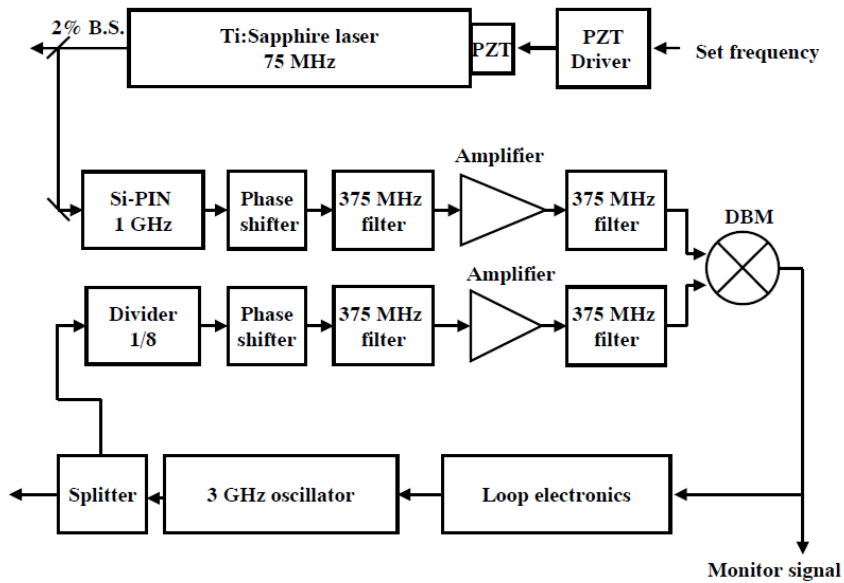 2% B.S.
Ti:Sapphire laser
75 MHz
PZT
PZT
Driver
Set frequency
Si-PIN
1 GHz
Phase
shifter
375 MHz
filter
Amplifier
375 MHz
filter
DBM
Divider
1/8
Phase
shifter
375 MHz
filter
Amplifier
375 MHz
filter
Splitter
3 GHz oscillator
Loop electronics
Monitor signal